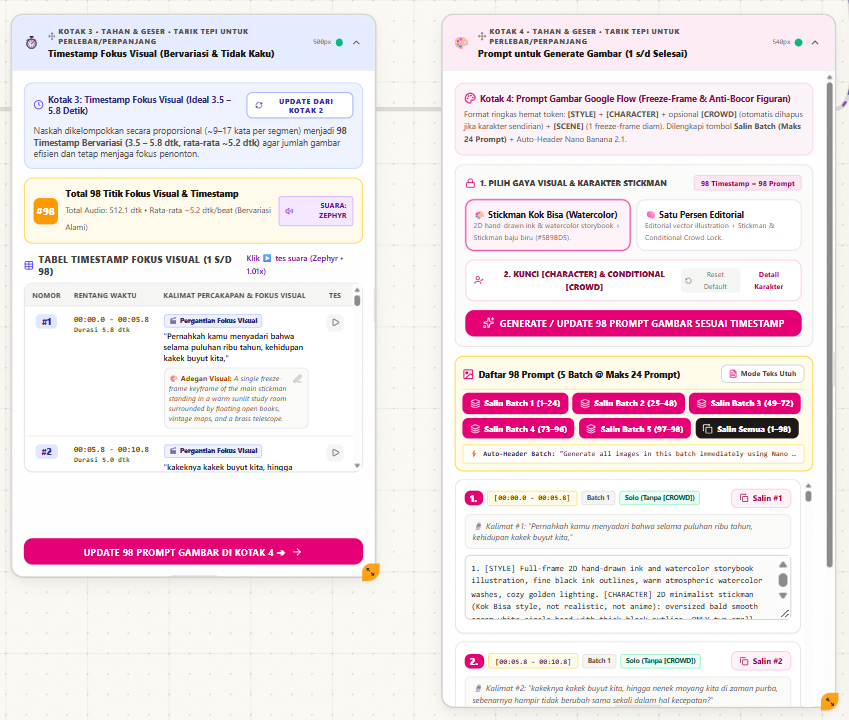 KOTAK 3 • TAHAN & GESER • TARIK TEPI UNTUK
PERLEBAR/PERPANJANG
Timestamp Fokus Visual (Bervariasi & Tidak Kaku)
500px
Kotak 3: Timestamp Fokus Visual (Ideal 3.5 –
5.8 Detik)
UPDATE DARI
KOTAK 2
Naskah dikelompokkan secara proporsional (~9–17 kata per segmen) menjadi 98
Timestamp Bervariasi (3.5 – 5.8 dtk, rata-rata ~5.2 dtk) agar jumlah gambar
efisien dan tetap menjaga fokus penonton.
#98
Total 98 Titik Fokus Visual & Timestamp
Total Audio: 512.1 dtk • Rata-rata ~5.2 dtk/beat (Bervariasi
Alami)
SUARA:
ZEPHYR
TABEL TIMESTAMP FOKUS VISUAL (1 S/D
98)
Klik ▶ tes suara (Zephyr •
1.01x)
NOMOR RENTANG WAKTU KALIMAT PERCAKAPAN & FOKUS VISUAL TES
#1
00:00.0 - 00:05.8
Durasi 5.8 dtk
Pergantian Fokus Visual
"Pernahkah kamu menyadari bahwa
selama puluhan ribu tahun, kehidupan
kakek buyut kita,"
Adegan Visual: A single freeze-
frame keyframe of the main stickman
standing in a warm sunlit study room
surrounded by floating open books,
vintage maps, and a brass telescope.
#2
00:05.8 - 00:10.8
Durasi 5.0 dtk
Pergantian Fokus Visual
"kakeknya kakek buyut kita, hingga
UPDATE 98 PROMPT GAMBAR DI KOTAK 4 ➔ →
KOTAK 4 • TAHAN & GESER • TARIK TEPI UNTUK
PERLEBAR/PERPANJANG
Prompt untuk Generate Gambar (1 s/d Selesai)
540px
Kotak 4: Prompt Gambar Google Flow (Freeze-Frame & Anti-Bocor Figuran)
Format ringkas hemat token: [STYLE] + [CHARACTER] + opsional [CROWD] (otomatis dihapus
jika karakter sendirian) + [SCENE] (1 freeze-frame diam). Dilengkapi tombol Salin Batch (Maks
24 Prompt) + Auto-Header Nano Banana 2.1.
1. PILIH GAYA VISUAL & KARAKTER STICKMAN
98 Timestamp = 98 Prompt
Stickman Kok Bisa (Watercolor)
2D hand-drawn ink & watercolor storybook +
Stickman baju biru (#5B9BD5).
Satu Persen Editorial
Editorial vector illustration + Stickman &
Conditional Crowd Lock.
2. KUNCI [CHARACTER] & CONDITIONAL
[CROWD]
Reset
Default
Detail
Karakter
GENERATE / UPDATE 98 PROMPT GAMBAR SESUAI TIMESTAMP
Daftar 98 Prompt (5 Batch @ Maks 24 Prompt)
Mode Teks Utuh
Salin Batch 1 (1–24)
Salin Batch 2 (25–48)
Salin Batch 3 (49–72)
Salin Batch 4 (73–96)
Salin Batch 5 (97–98)
Salin Semua (1–98)
Auto-Header Batch: "Generate all images in this batch immediately using Nano …
1.
[00:00.0 - 00:05.8]
Batch 1
Solo (Tanpa [CROWD])
Salin #1
Kalimat #1: "Pernahkah kamu menyadari bahwa selama puluhan ribu tahun,
kehidupan kakek buyut kita,"
1. [STYLE] Full-frame 2D hand-drawn ink and watercolor storybook
illustration, fine black ink outlines, warm atmospheric watercolor
washes, cozy golden lighting. [CHARACTER] 2D minimalist stickman
(Kok Bisa style, not realistic, not anime): oversized bald smooth
2.
[00:05.8 - 00:10.8]
Batch 1
Solo (Tanpa [CROWD])
Salin #2
Kalimat #2: "kakeknya kakek buyut kita, hingga nenek moyang kita di zaman purba,
sebenarnya hampir tidak berubah sama sekali dalam hal kecepatan?"